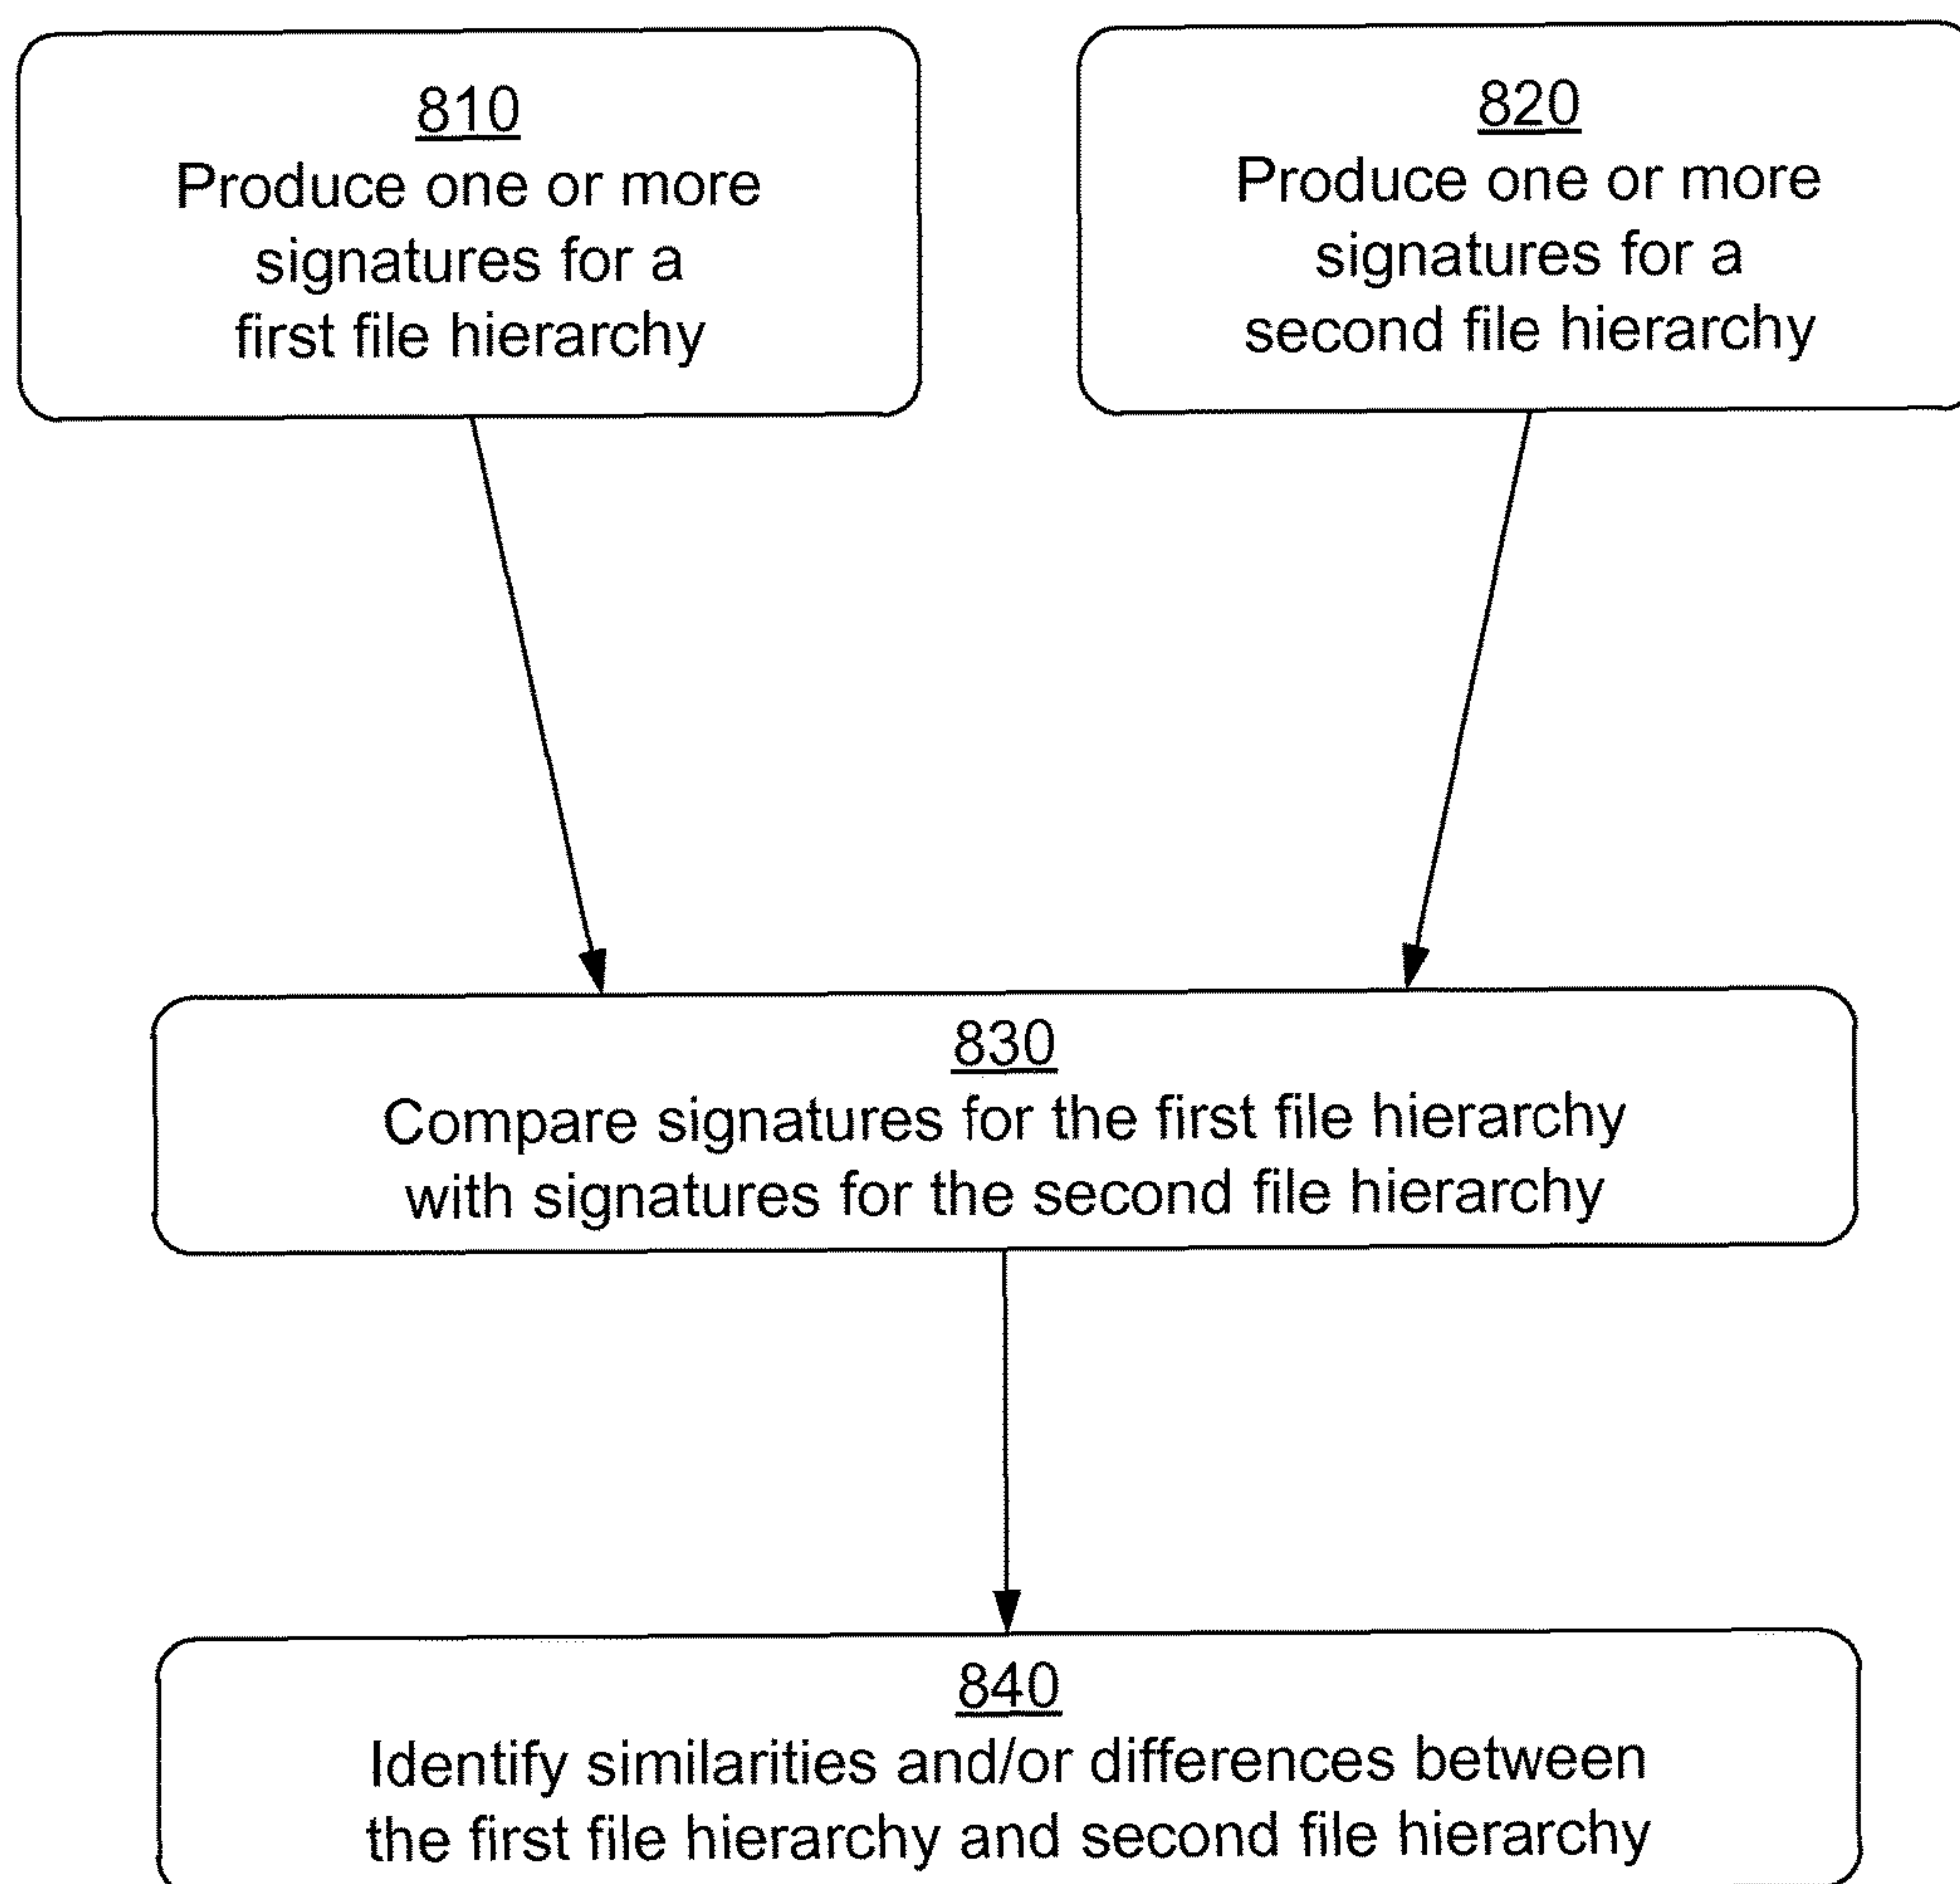 810
Produce one or more
signatures for a
first file hierarchy
820
Produce one or more
signatures for a
second file hierarchy
830
Compare signatures for the first file hierarchy
with signatures for the second file hierarchy
840
Identify similarities and/or differences between
the first file hierarchy and second file hierarchy